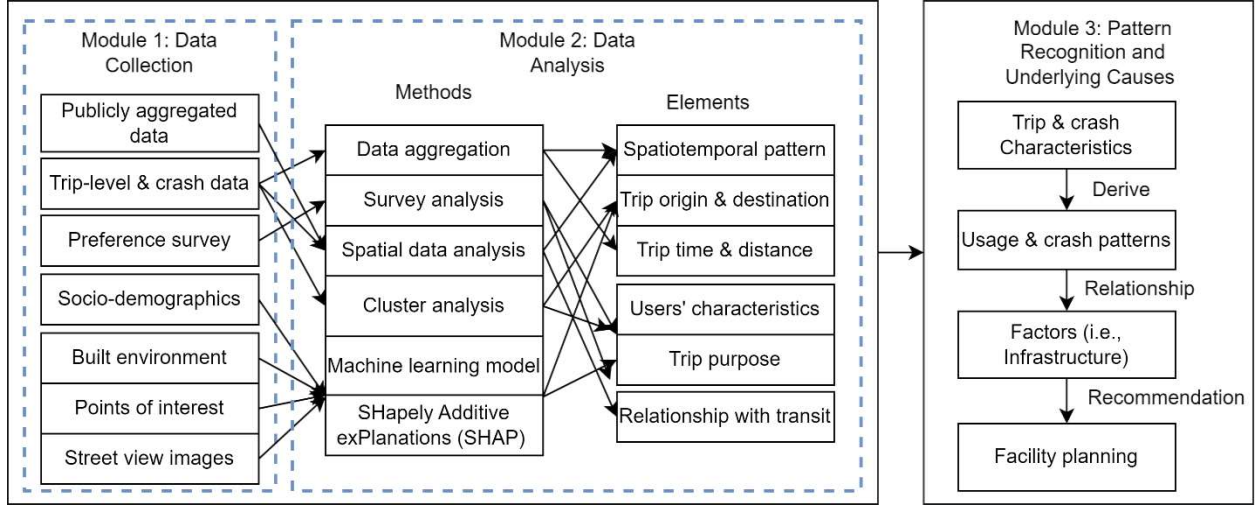 Module 1: Data
Collection
Publicly aggregated
data
Trip-level & crash data
Preference survey
Socio-demographics
Built environment
Points of interest
Street view images
Module 2: Data
Analysis
Methods
Data aggregation
Survey analysis
Spatial data analysis
Cluster analysis
Machine learning model
SHapely Additive
exPlanations (SHAP)
Elements
Spatiotemporal pattern
Trip origin & destination
Trip time & distance
Users' characteristics
Trip purpose
Relationship with transit
Module 3: Pattern
Recognition and
Underlying Causes
Trip & crash
Characteristics
Derive
Usage & crash patterns
Relationship
Factors (i.e.,
Infrastructure)
Recommendation
Facility planning